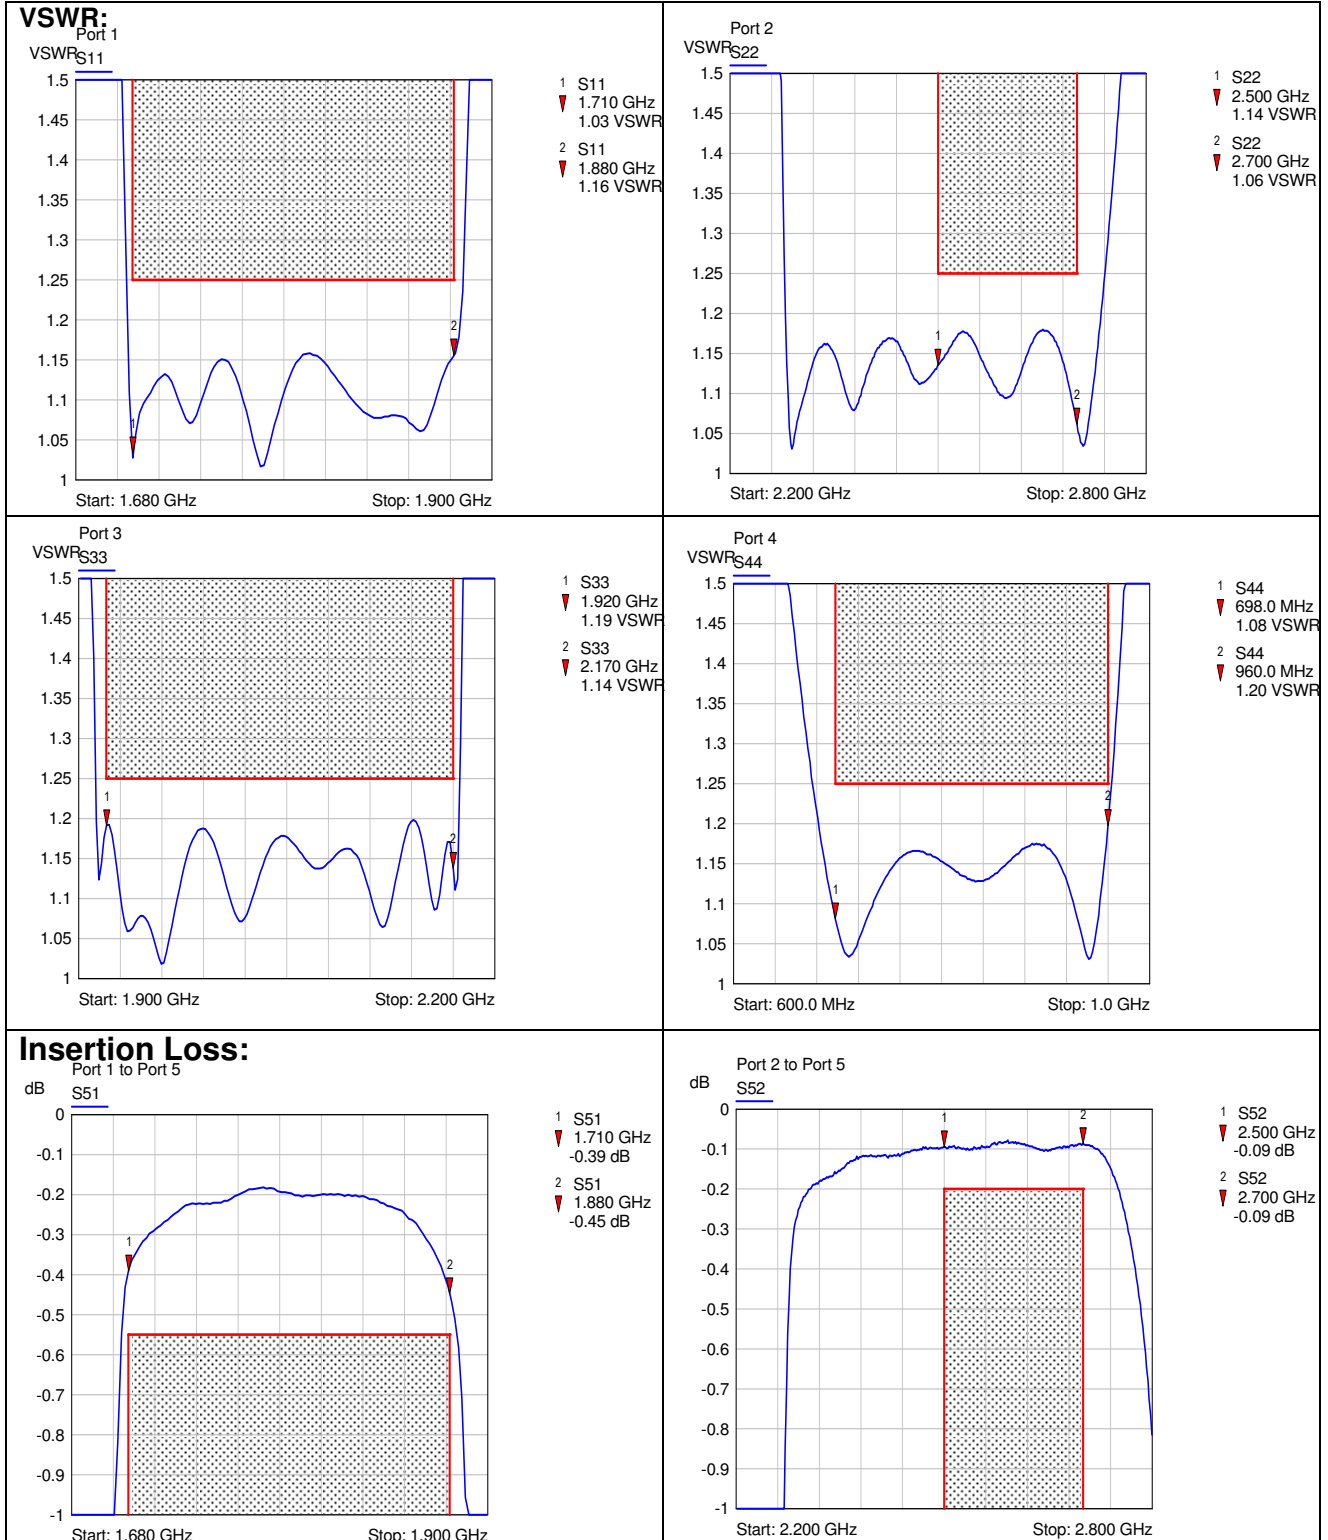 VSWR:
Port 1
VSWR
S11
1.5
1.45
1.4
1.35
1.3
1.25
1.2
1.15
1.1
1.05
1
1
2
Start: 1.680 GHz
Stop: 1.900 GHz
1 S11
1.710 GHz
1.03 VSWR
2 S11
1.880 GHz
1.16 VSWR
Port 2
VSWR
S22
1.5
1.45
1.4
1.35
1.3
1.25
1.2
1.15
1.1
1.05
1
1
2
Start: 2.200 GHz
Stop: 2.800 GHz
1 S22
2.500 GHz
1.14 VSWR
2 S22
2.700 GHz
1.06 VSWR
Port 3
VSWR
S33
1.5
1.45
1.4
1.35
1.3
1.25
1.2
1.15
1.1
1.05
1
1
2
Start: 1.900 GHz
Stop: 2.200 GHz
1 S33
1.920 GHz
1.19 VSWR
2 S33
2.170 GHz
1.14 VSWR
Port 4
VSWR
S44
1.5
1.45
1.4
1.35
1.3
1.25
1.2
1.15
1.1
1.05
1
1
2
Start: 600.0 MHz
Stop: 1.0 GHz
1 S44
698.0 MHz
1.08 VSWR
2 S44
960.0 MHz
1.20 VSWR
Insertion Loss:
Port 1 to Port 5
dB
S51
0
-0.1
-0.2
-0.3
-0.4
-0.5
-0.6
-0.7
-0.8
-0.9
-1
1
2
Start: 1.680 GHz
Stop: 1.900 GHz
1 S51
1.710 GHz
-0.39 dB
2 S51
1.880 GHz
-0.45 dB
Port 2 to Port 5
dB
S52
0
-0.1
-0.2
-0.3
-0.4
-0.5
-0.6
-0.7
-0.8
-0.9
-1
1
2
Start: 2.200 GHz
Stop: 2.800 GHz
1 S52
2.500 GHz
-0.09 dB
2 S52
2.700 GHz
-0.09 dB